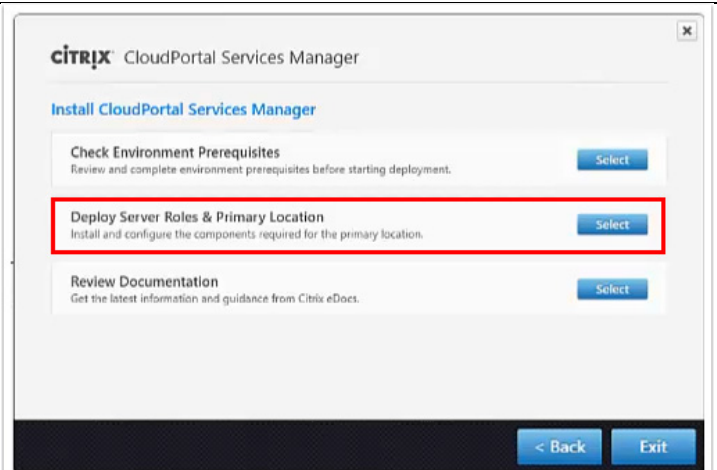 CITRIX CloudPortal Services Manager
Install CloudPortal Services Manager
Check Environment Prerequisites
Select
Review and complete environment prerequisites before starting deployment.
Deploy Server Roles & Primary Location
Select
Install and configure the components required for the primary location.
Review Documentation
Select
Get the latest information and guidance from Citrix eDocs.
< Back
Exit